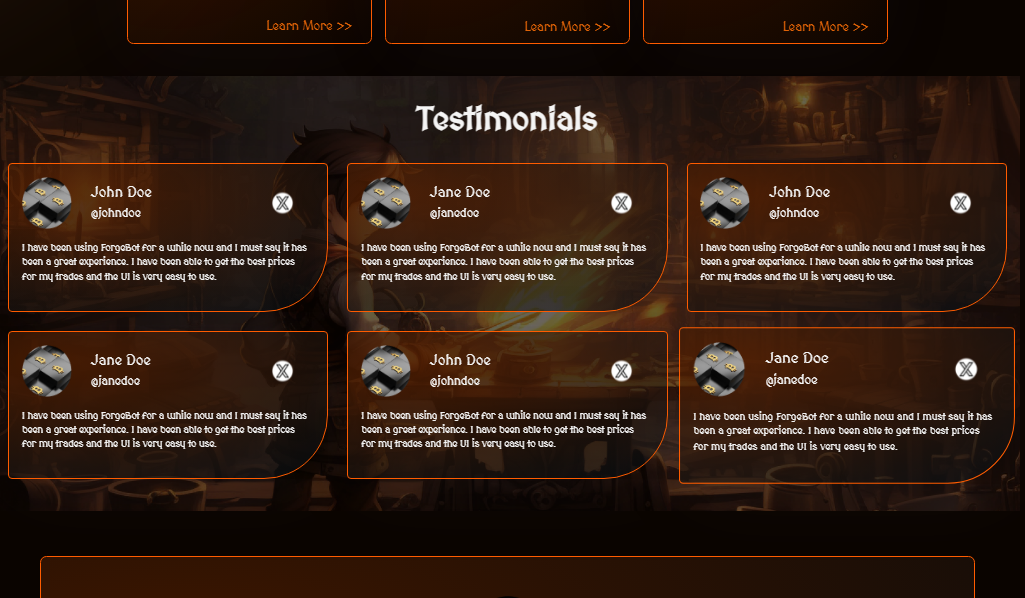 Learn More >>
Learn More >>
Learn More >>
Testimonials
John Doe
@johndoe
I have been using ForgeBot for a while now and I must say it has
been a great experience. I have been able to get the best prices
for my trades and the UI is very easy to use.
Jane Doe
@janedoe
I have been using ForgeBot for a while now and I must say it has
been a great experience. I have been able to get the best prices
for my trades and the UI is very easy to use.
John Doe
@johndoe
I have been using ForgeBot for a while now and I must say it has
been a great experience. I have been able to get the best prices
for my trades and the UI is very easy to use.
Jane Doe
@janedoe
I have been using ForgeBot for a while now and I must say it has
been a great experience. I have been able to get the best prices
for my trades and the UI is very easy to use.
John Doe
@johndoe
I have been using ForgeBot for a while now and I must say it has
been a great experience. I have been able to get the best prices
for my trades and the UI is very easy to use.
Jane Doe
@janedoe
I have been using ForgeBot for a while now and I must say it has
been a great experience. I have been able to get the best prices
for my trades and the UI is very easy to use.